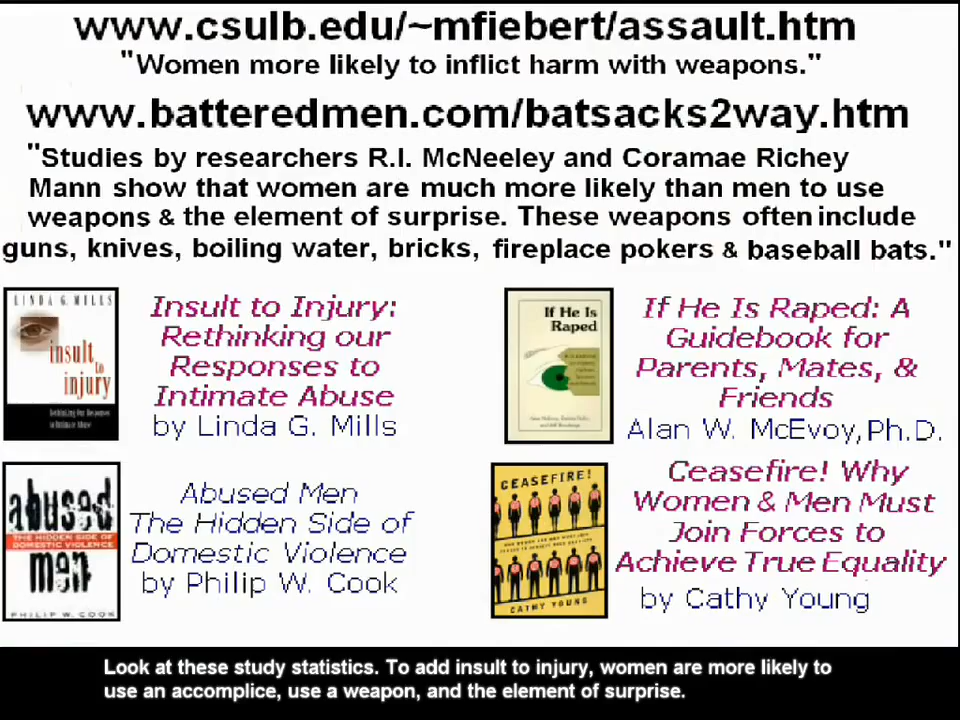 www.csulb.edu/~mfiebert/assault.htm
"Women more likely to inflict harm with weapons."
www.batteredmen.com/batsacks2way.htm
"Studies by researchers R.I. McNeeley and Coramae Richey
Mann show that women are much more likely than men to use
weapons & the element of surprise. These weapons often include
guns, knives, boiling water, bricks, fireplace pokers & baseball bats."
LINDA G. MILLS
insult
to
injury
Insult to Injury:
Rethinking our
Responses to
Intimate Abuse
by Linda G. Mills
If He Is
Raped
If He Is Raped: A
Guidebook for
Parents, Mates, &
Friends
Alan W. McEvoy,Ph.D.
abused
THE HIDDEN SIDE OF
DOMESTIC VIOLENCE
men
PHILIP W. COOK
Abused Men
The Hidden Side of
Domestic Violence
by Philip W. Cook
CEASEFIRE!
CATHY YOUNG
Ceasefire! Why
Women & Men Must
Join Forces to
Achieve True Equality
by Cathy Young
Look at these study statistics. To add insult to injury, women are more likely to
use an accomplice, use a weapon, and the element of surprise.